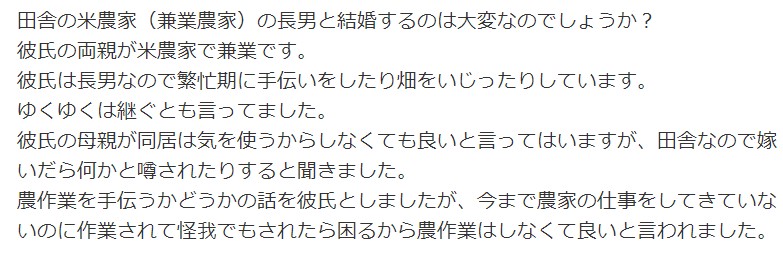 田舎の米農家（兼業農家）の長男と結婚するのは大変なのでしょうか？
彼氏の両親が米農家で兼業です。
彼氏は長男なので繁忙期に手伝いをしたり畑をいじったりしています。
ゆくゆくは継ぐとも言ってました。
彼氏の母親が同居は気を使うからしなくても良いと言ってはいますが、田舎なので嫁
いだら何かと噂されたりすると聞きました。
農作業を手伝うかどうかの話を彼氏としましたが、今まで農家の仕事をしてきていな
いのに作業されて怪我でもされたら困るから農作業はしなくて良いと言われました。